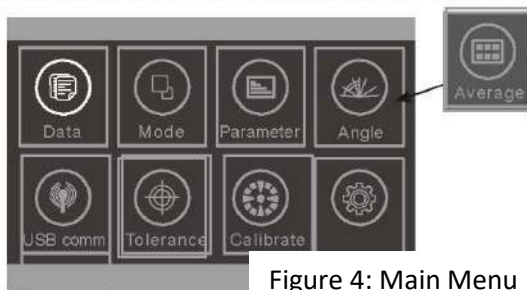 Data Mode Parameter Angle
Average
USB comm Tolerance Calibrate
Figure 4: Main Menu